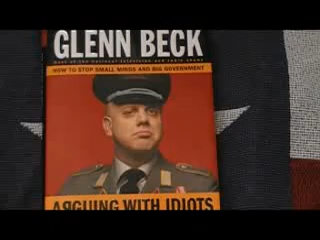 GLENN BECK
HOW TO STOP SMALL MINDS AND BIG GOVERNMENT
ARGUING WITH IDIOTS